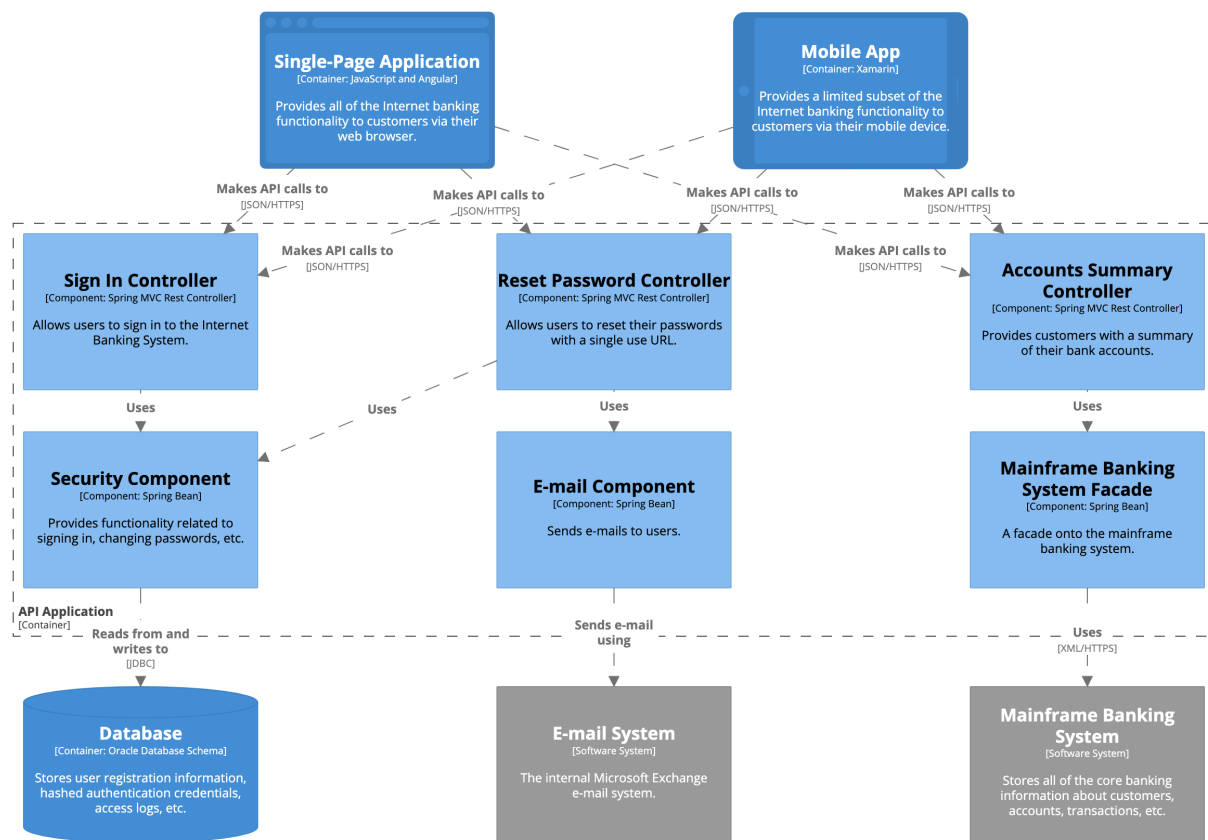 Single-Page Application
[Container: JavaScript and Angular]
Provides all of the Internet banking
functionality to customers via their
web browser.
Mobile App
[Container: Xamarin]
Provides a limited subset of the
Internet banking functionality to
customers via their mobile device.
Makes API calls to
[JSON/HTTPS]
Makes API calls to
[JSON/HTTPS]
Makes API calls to
[JSON/HTTPS]
Makes API calls to
[JSON/HTTPS]
Makes API calls to
[JSON/HTTPS]
Makes API calls to
[JSON/HTTPS]
Sign In Controller
[Component: Spring MVC Rest Controller]
Allows users to sign in to the Internet
Banking System.
Reset Password Controller
[Component: Spring MVC Rest Controller]
Allows users to reset their passwords
with a single use URL.
Accounts Summary
Controller
[Component: Spring MVC Rest Controller]
Provides customers with a summary
of their bank accounts.
Uses
Uses
Uses
Uses
Security Component
[Component: Spring Bean]
Provides functionality related to
signing in, changing passwords, etc.
E-mail Component
[Component: Spring Bean]
Sends e-mails to users.
Mainframe Banking
System Facade
[Component: Spring Bean]
A facade onto the mainframe
banking system.
API Application
[Container]
Reads from and
writes to
[JDBC]
Sends e-mail
using
Uses
[XML/HTTPS]
Database
[Container: Oracle Database Schema]
Stores user registration information,
hashed authentication credentials,
access logs, etc.
E-mail System
[Software System]
The internal Microsoft Exchange
e-mail system.
Mainframe Banking
System
[Software System]
Stores all of the core banking
information about customers,
accounts, transactions, etc.